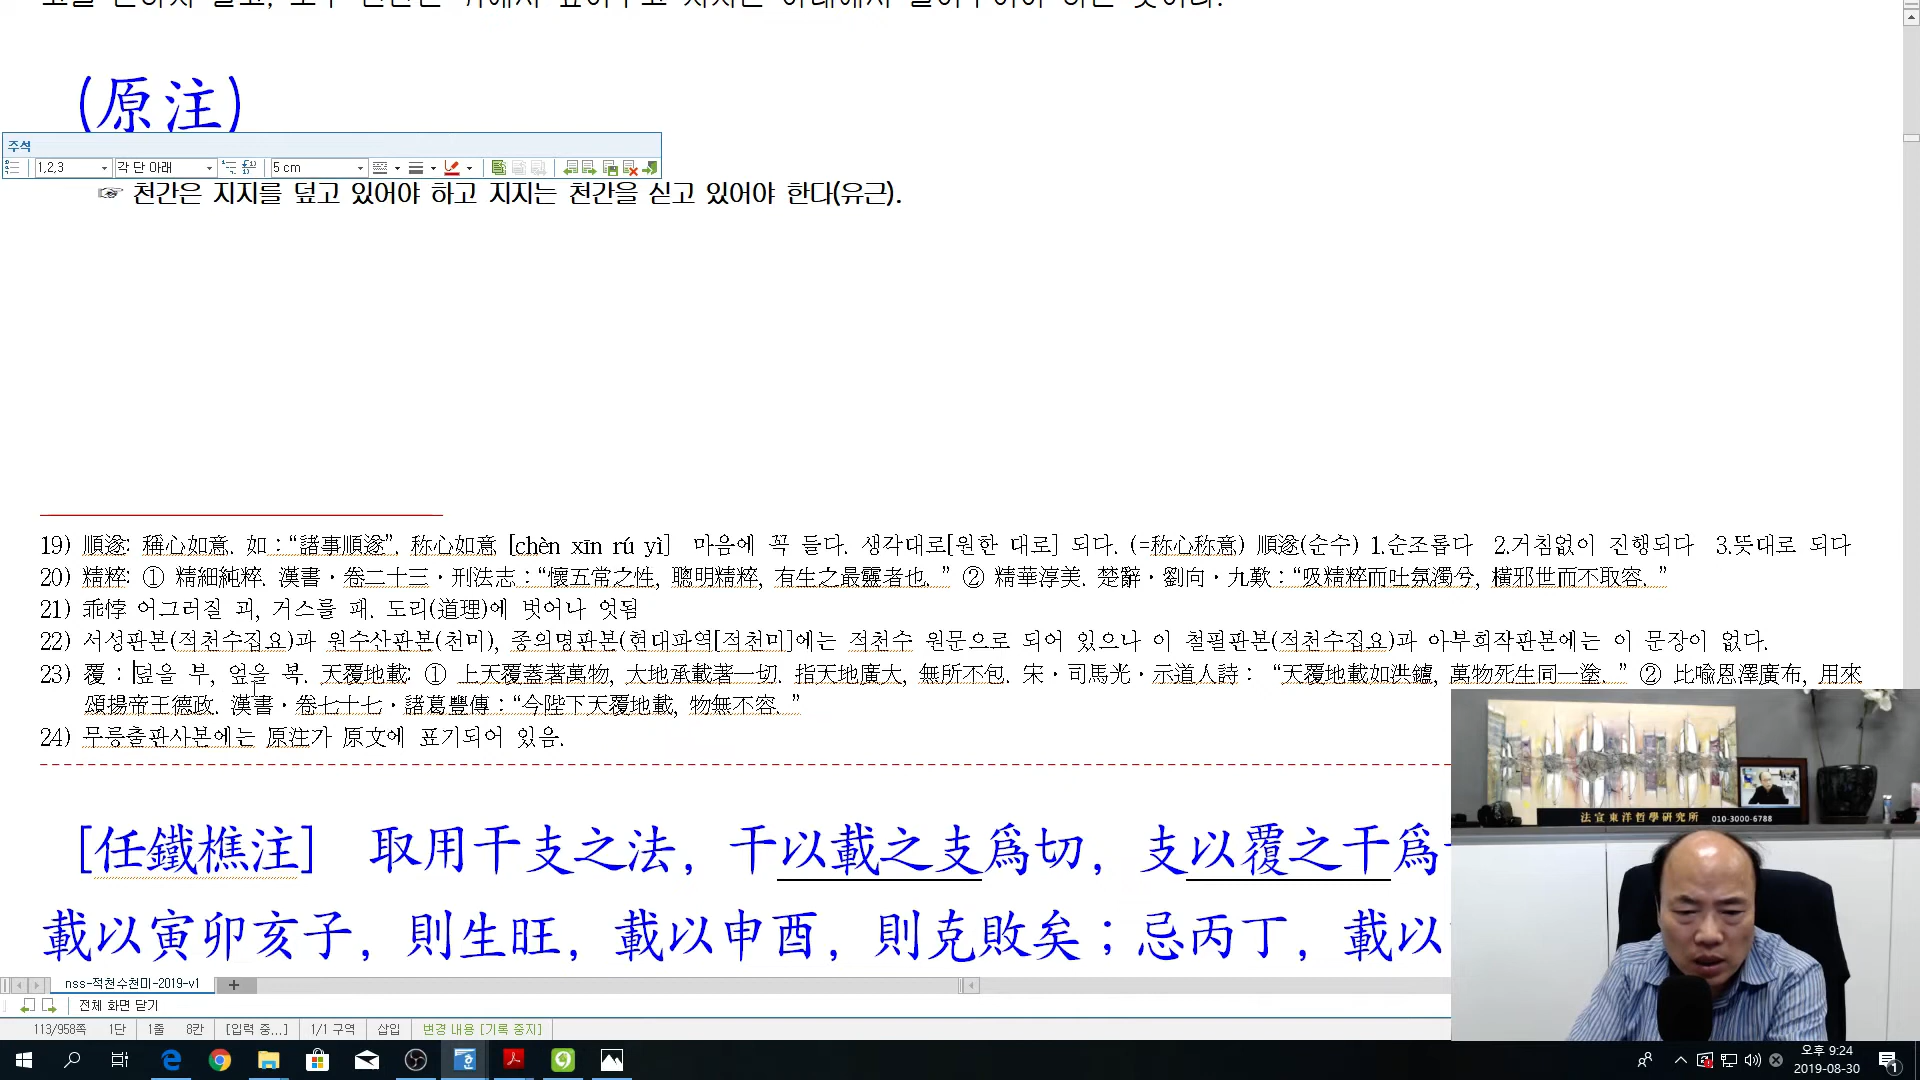 (原注)
주석
1,2,3 각 단 아래 5 cm
☞ 천간은 지지를 덮고 있어야 하고 지지는 천간을 싣고 있어야 한다(유근).
19) 順遂: 稱心如意. 如：“諸事順遂”. 称心如意 [chèn xīn rú yì] 마음에 꼭 들다. 생각대로[원한 대로] 되다. (=称心称意) 順遂(순수) 1.순조롭다 2.거침없이 진행되다 3.뜻대로 되다
20) 精粹: ① 精細純粹. 漢書·卷二十三·刑法志：“懷五常之性, 聰明精粹, 有生之最靈者也.” ② 精華淳美. 楚辭·劉向·九歎：“吸精粹而吐氛濁兮, 橫邪世而不取容.”
21) 乖悖 어그러질 괴, 거스를 패. 도리(道理)에 벗어나 엇됨
22) 서성판본(적천수집요)과 원수산판본(천미), 종의명판본(현대파역[적천미]에는 적천수 원문으로 되어 있으나 이 철필판본(적천수집요)과 아부희작판본에는 이 문장이 없다.
23) 覆：덮을 부, 엎을 복. 天覆地載: ① 上天覆蓋著萬物, 大地承載著一切. 指天地廣大, 無所不包. 宋·司馬光·示道人詩：“天覆地載如洪鑪, 萬物死生同一塗.” ② 比喩恩澤廣布, 用來
頌揚帝王德政. 漢書·卷七十七·諸葛豐傳：“今陛下天覆地載, 物無不容.”
24) 무릉출판사본에는 原注가 原文에 표기되어 있음.
[任鐵樵注] 取用干支之法, 干以載之支爲切, 支以覆之干爲
載以寅卯亥子, 則生旺, 載以申酉, 則克敗矣；忌丙丁, 載以
法宣東洋哲學硏究所 010-3000-6788
nss-적천수천미-2019-v1
전체 화면 닫기
113/958쪽 1단 1줄 8칸 [입력 중...] 1/1 구역 삽입 변경 내용 [기록 중지]
오후 9:24
2019-08-30